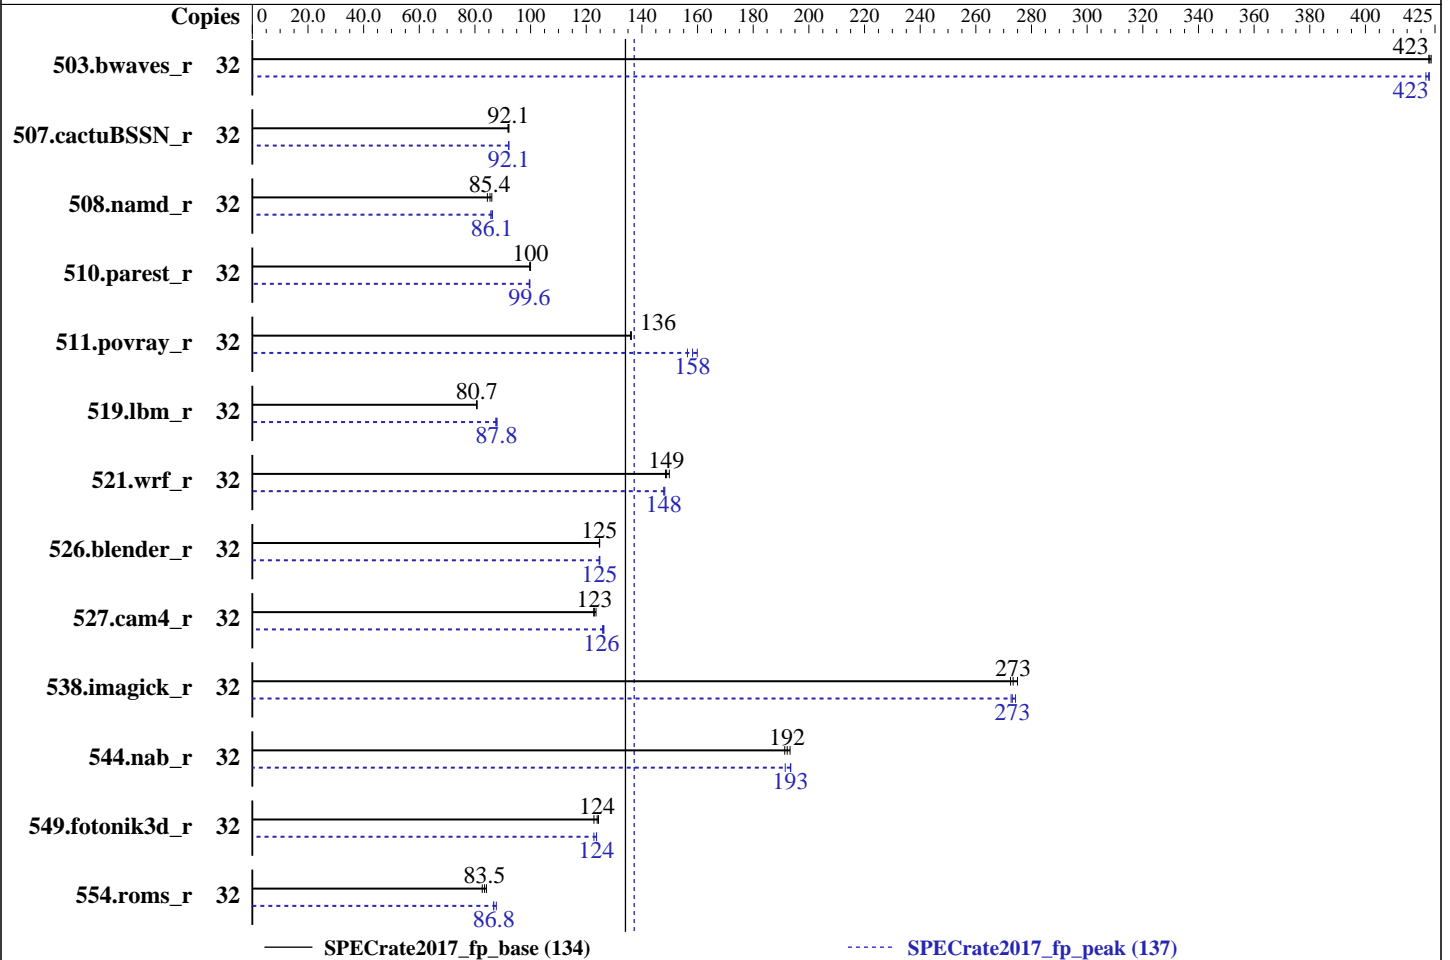 Copies 0 20.0 40.0 60.0 80.0 100 120 140 160 180 200 220 240 260 280 300 320 340 360 380 400 425
503.bwaves_r 32 423
423
507.cactuBSSN_r 32 92.1
92.1
508.namd_r 32 85.4
86.1
510.parest_r 32 100
99.6
511.povray_r 32 136
158
519.lbm_r 32 80.7
87.8
521.wrf_r 32 149
148
526.blender_r 32 125
125
527.cam4_r 32 123
126
538.imagick_r 32 273
273
544.nab_r 32 192
193
549.fotonik3d_r 32 124
124
554.roms_r 32 83.5
86.8
SPECrate2017_fp_base (134) SPECrate2017_fp_peak (137)